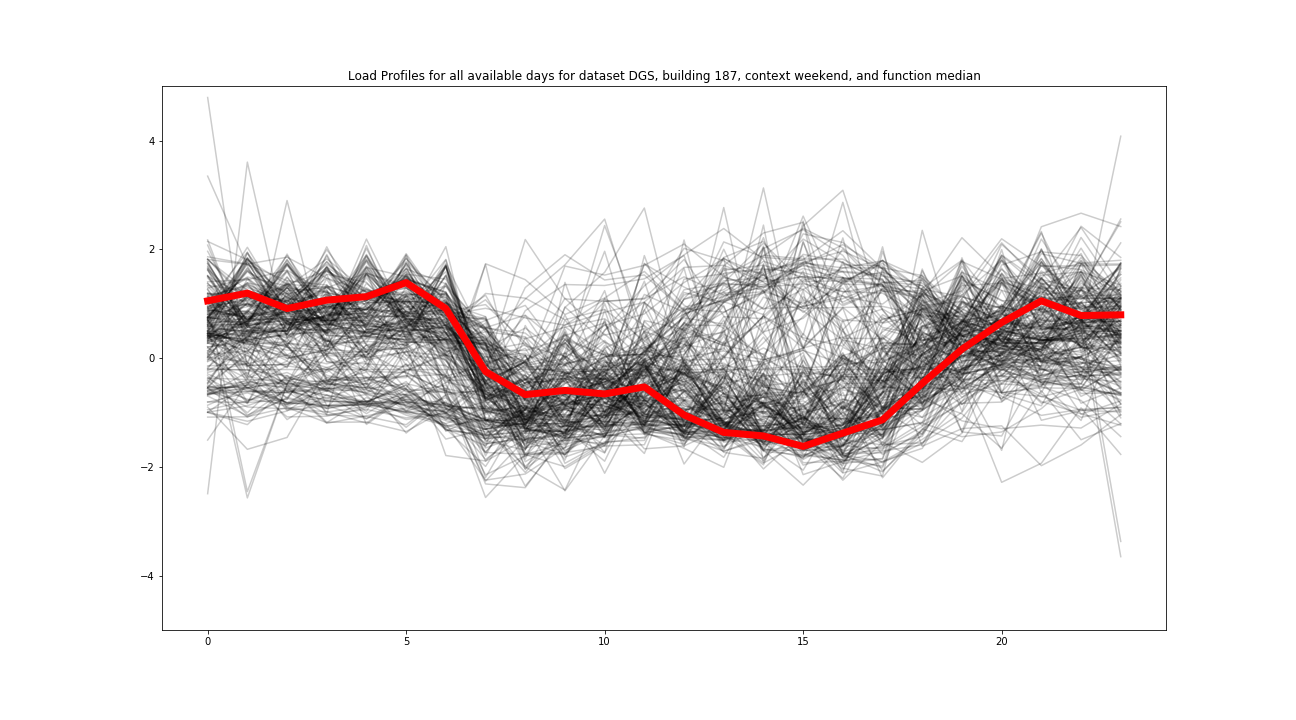 Load Profiles for all available days for dataset DGS, building 187, context weekend, and function median
4
2
0
−2
−4
0 5 10 15 20